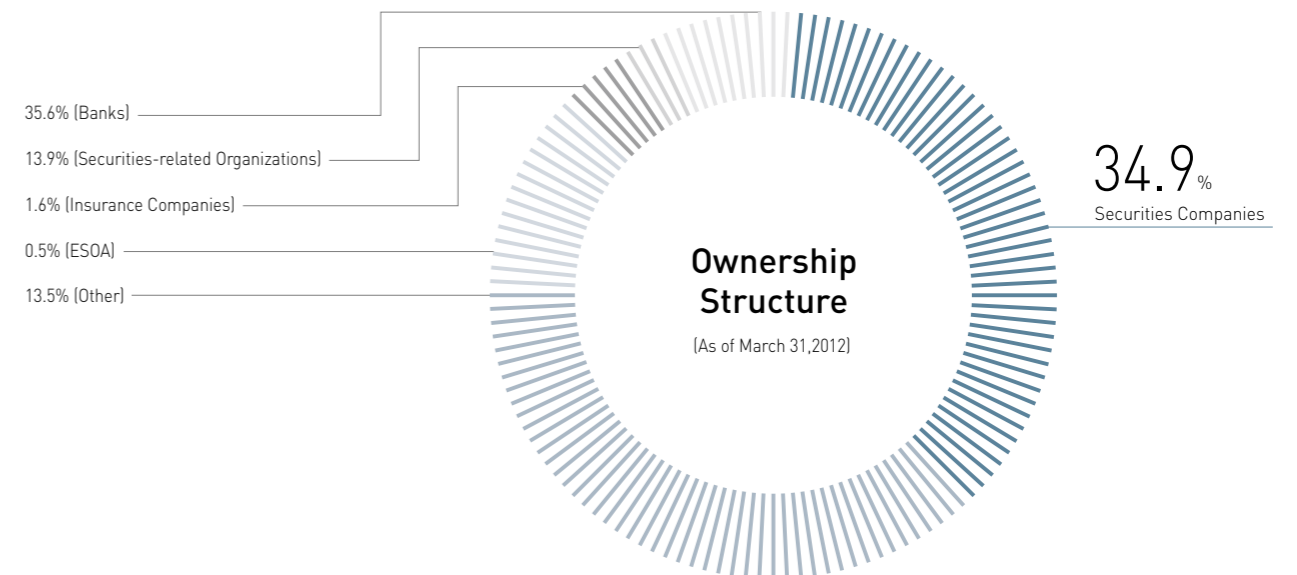 35.6% (Banks)
13.9% (Securities-related Organizations)
1.6% (Insurance Companies)
0.5% (ESOA)
13.5% (Other)
Ownership
Structure
(As of March 31,2012)
34.9%
Securities Companies